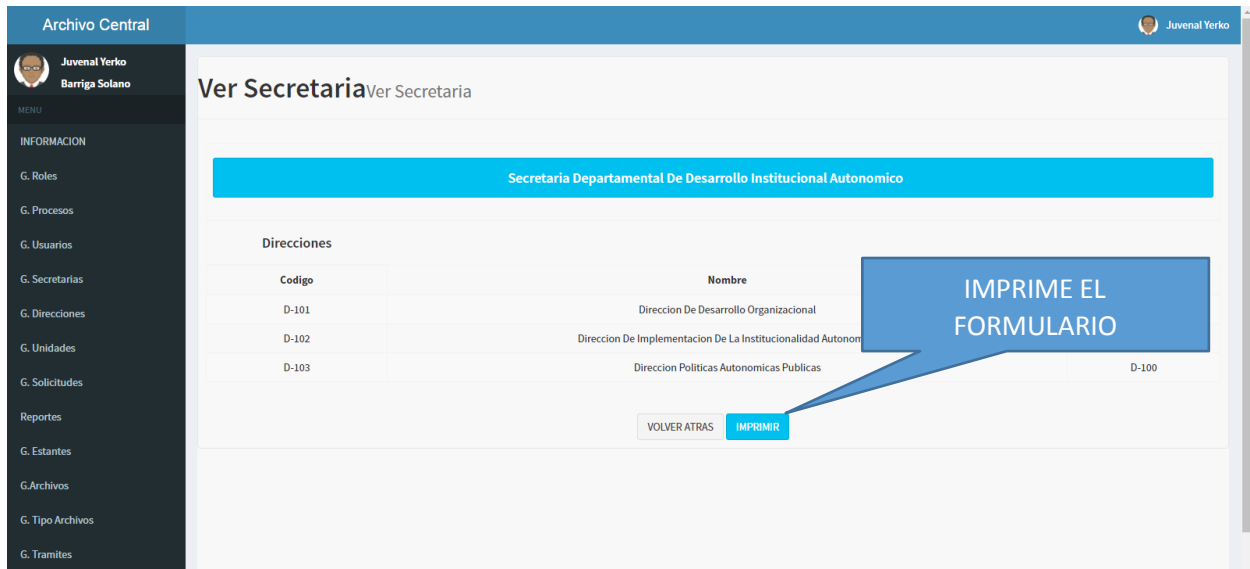 Archivo Central
Juvenal Yerko
Juvenal Yerko
Barriga Solano
MENU
INFORMACION
G. Roles
G. Procesos
G. Usuarios
G. Secretarias
G. Direcciones
G. Unidades
G. Solicitudes
Reportes
G. Estantes
G.Archivos
G. Tipo Archivos
G. Tramites
Ver Secretaria Ver Secretaria
Secretaria Departamental De Desarrollo Institucional Autonomico
Direcciones
Codigo Nombre
D-101 Direccion De Desarrollo Organizacional
D-102 Direccion De Implementacion De La Institucionalidad
D-103 Direccion Politicas Autonomicas Publicas D-100
IMPRIME EL
FORMULARIO
VOLVER ATRAS IMPRIMIR